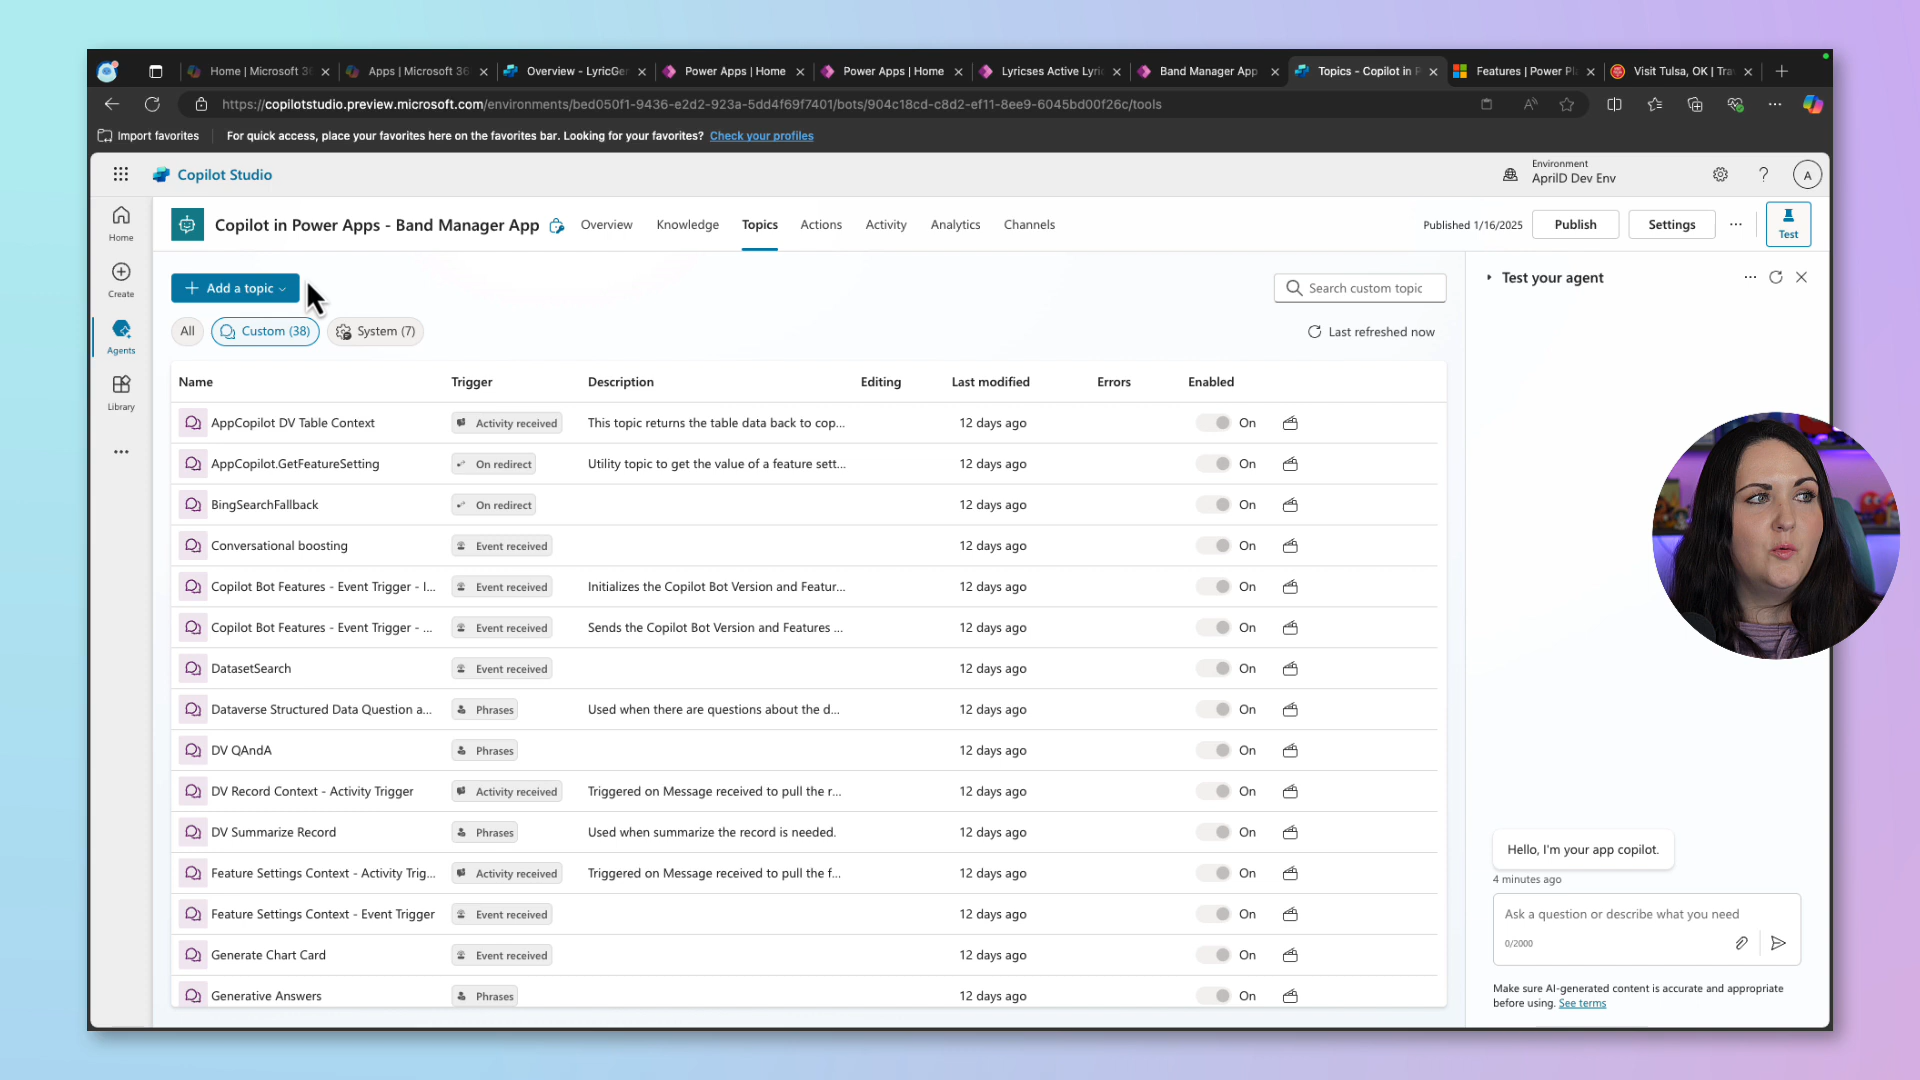 Home | Microsoft 36
Apps | Microsoft 36
Overview - LyricGer
Power Apps | Home
Power Apps | Home
Lyricses Active Lyri
Band Manager App
Topics - Copilot in P
Features | Power Pl
Visit Tulsa, OK | Tra
https://copilotstudio.preview.microsoft.com/environments/bed050f1-9436-e2d2-923a-5dd4f69f7401/bots/904c18cd-c8d2-ef11-8ee9-6045bd00f26c/tools
Import favorites
For quick access, place your favorites here on the favorites bar. Looking for your favorites? Check your profiles
Copilot Studio
Environment
AprilD Dev Env
?
A
Home
Create
Agents
Library
Copilot in Power Apps - Band Manager App
Overview
Knowledge
Topics
Actions
Activity
Analytics
Channels
Published 1/16/2025
Publish
Settings
Test
Add a topic
Search custom topic
All
Custom (38)
System (7)
Last refreshed now
Name Trigger Description Editing Last modified Errors Enabled
AppCopilot DV Table Context Activity received This topic returns the table data back to cop... 12 days ago On
AppCopilot.GetFeatureSetting On redirect Utility topic to get the value of a feature sett... 12 days ago On
BingSearchFallback On redirect 12 days ago On
Conversational boosting Event received 12 days ago On
Copilot Bot Features - Event Trigger - I... Event received Initializes the Copilot Bot Version and Featur... 12 days ago On
Copilot Bot Features - Event Trigger - ... Event received Sends the Copilot Bot Version and Features ... 12 days ago On
DatasetSearch Event received 12 days ago On
Dataverse Structured Data Question a... Phrases Used when there are questions about the d... 12 days ago On
DV QAndA Phrases 12 days ago On
DV Record Context - Activity Trigger Activity received Triggered on Message received to pull the r... 12 days ago On
DV Summarize Record Phrases Used when summarize the record is needed. 12 days ago On
Feature Settings Context - Activity Trig... Activity received Triggered on Message received to pull the f... 12 days ago On
Feature Settings Context - Event Trigger Event received 12 days ago On
Generate Chart Card Event received 12 days ago On
Generative Answers Phrases 12 days ago On
Test your agent
Hello, I'm your app copilot.
4 minutes ago
Ask a question or describe what you need
0/2000
Make sure AI-generated content is accurate and appropriate
before using. See terms